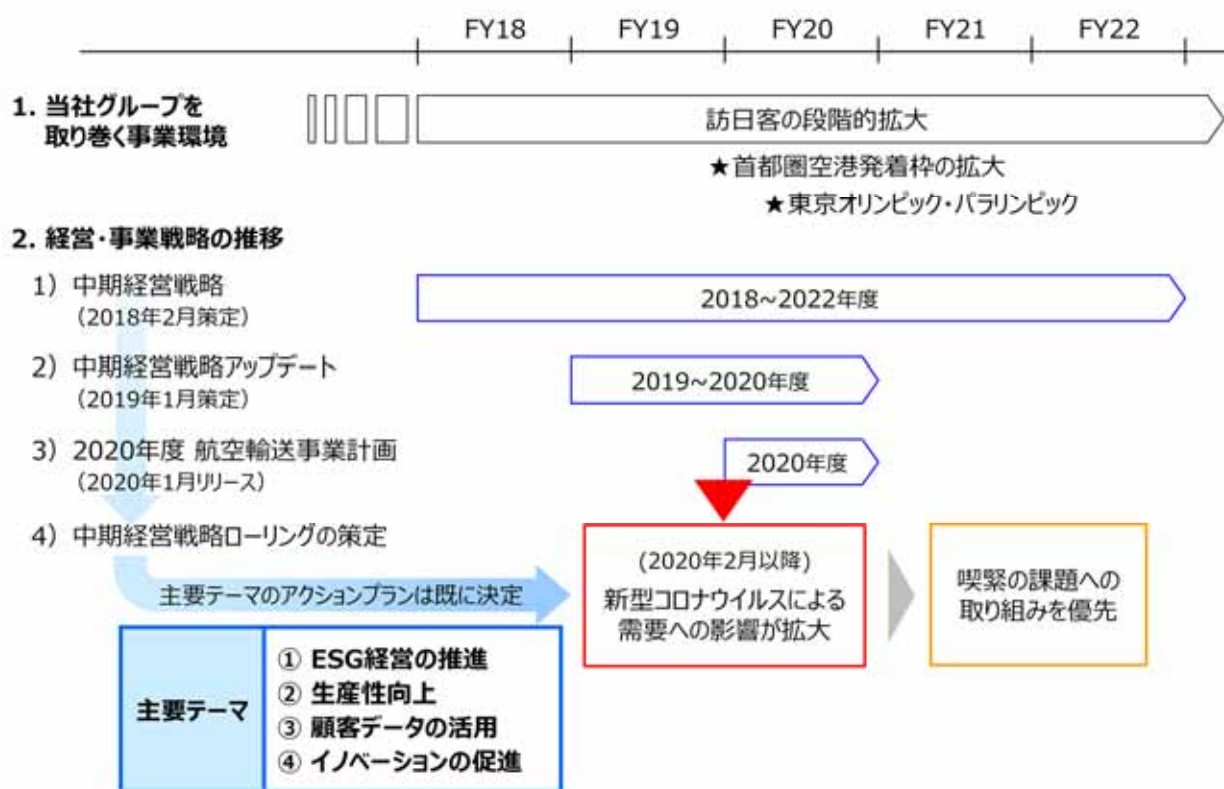 FY18 FY19 FY20 FY21 FY22
1. 当社グループを
取り巻く事業環境
訪日客の段階的拡大
★首都圏空港発着枠の拡大
★東京オリンピック・パラリンピック
2. 経営・事業戦略の推移
1）中期経営戦略
（2018年2月策定）
2018~2022年度
2）中期経営戦略アップデート
（2019年1月策定）
2019~2020年度
3）2020年度 航空輸送事業計画
（2020年1月リリース）
2020年度
4）中期経営戦略ローリングの策定
主要テーマのアクションプランは既に決定
(2020年2月以降)
新型コロナウイルスによる
需要への影響が拡大
喫緊の課題への
取り組みを優先
主要テーマ
① ESG経営の推進
② 生産性向上
③ 顧客データの活用
④ イノベーションの促進